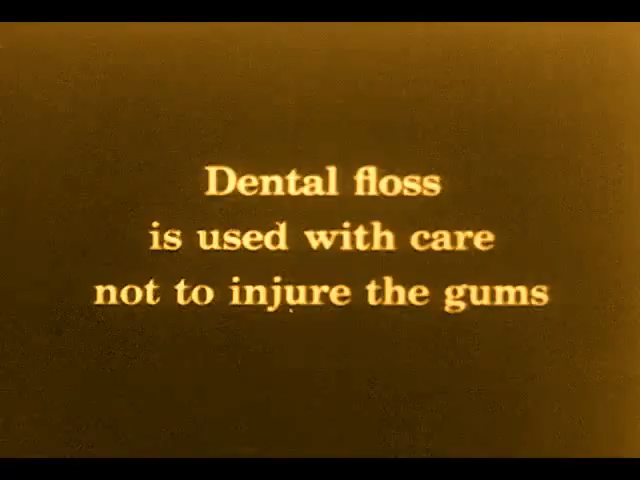 Dental floss
is used with care
not to injure the gums